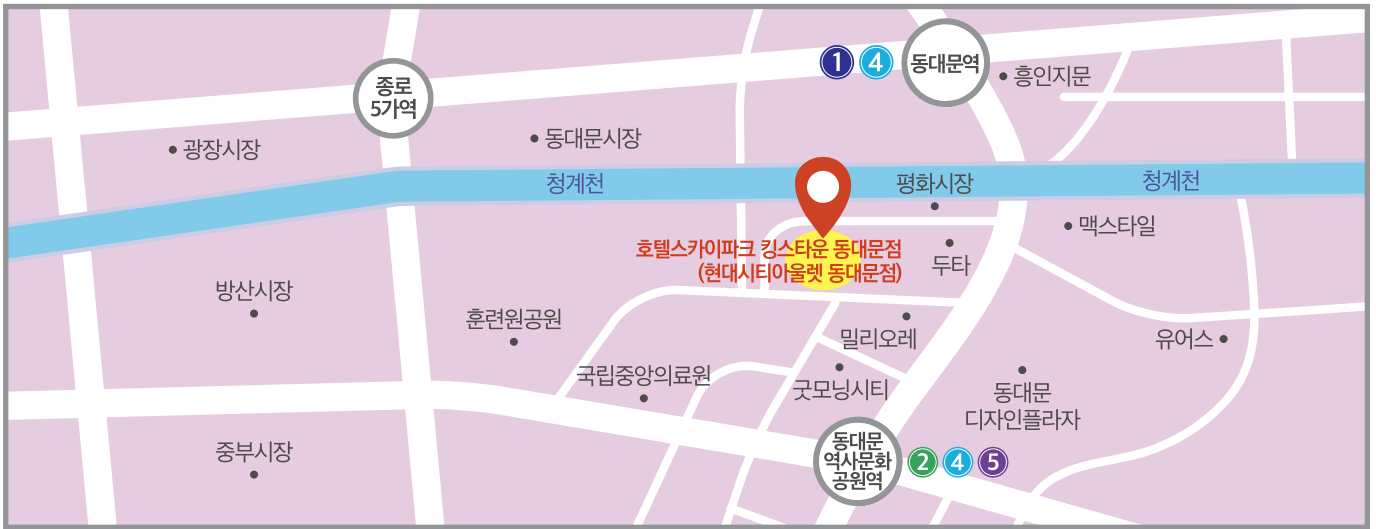 1
4
동대문역
흥인지문
종로
5가역
광장시장
동대문시장
청계천
평화시장
청계천
맥스타일
호텔스카이파크 킹스타운 동대문점
(현대시티아울렛 동대문점)
두타
방산시장
훈련원공원
밀리오레
유어스
국립중앙의료원
굿모닝시티
동대문
디자인플라자
중부시장
동대문
역사문화
공원역
2
4
5